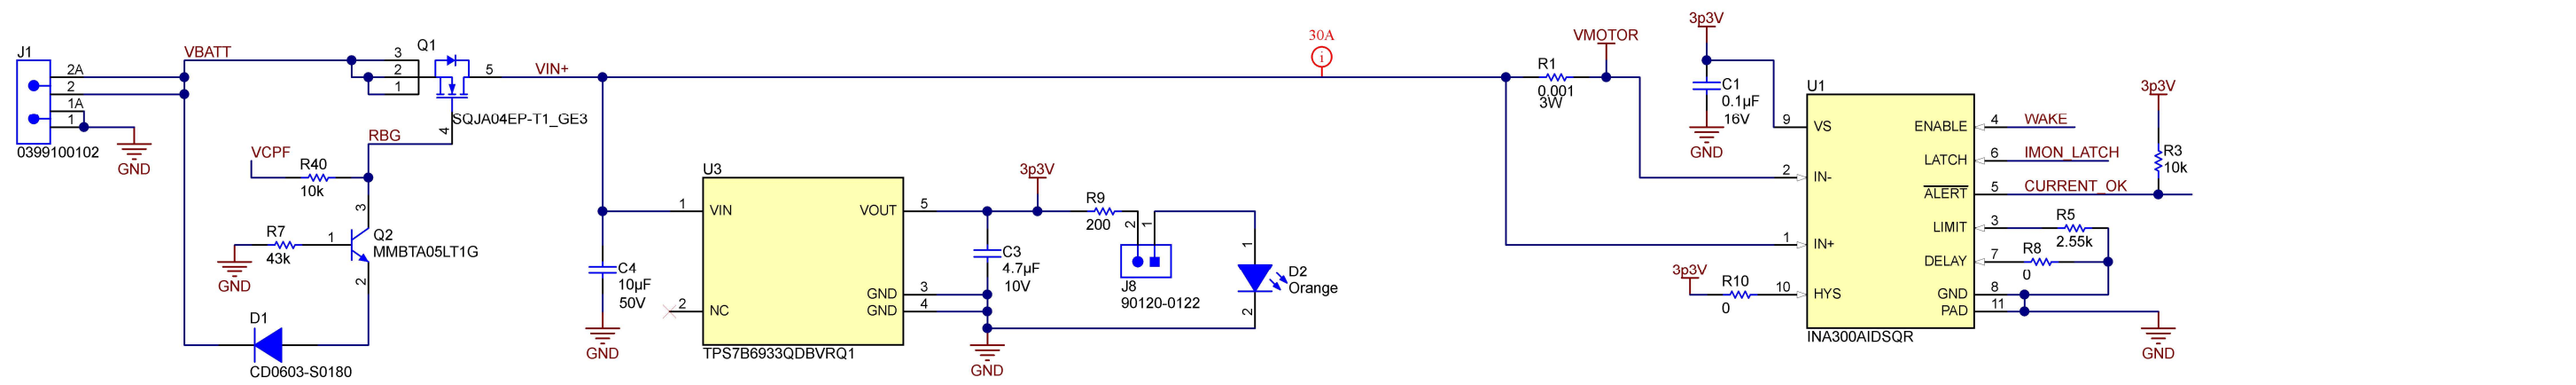 J1
2A
2
1A
1
0399100102
GND
VBATT
3
2
1
Q1
5
4
SQJA04EP-T1_GE3
RBG
VCPF
R40
10k
3
R7
43k
1
Q2
MMBTA05LT1G
2
GND
D1
CD0603-S0180
VIN+
C4
10µF
50V
GND
U3
1
VIN
VOUT
5
2
NC
GND
3
GND
4
TPS7B6933QDBVRQ1
3p3V
R9
200
C3
4.7µF
10V
GND
2
1
J8
90120-0122
1
D2
Orange
2
30A
i
R1
0.001
3W
VMOTOR
3p3V
C1
0.1µF
16V
GND
U1
9
VS
2
IN-
1
IN+
3p3V
R10
0
10
HYS
ENABLE
4
WAKE
LATCH
6
IMON_LATCH
ALERT
5
CURRENT_OK
LIMIT
3
R5
2.55k
DELAY
7
R8
0
GND
8
PAD
11
INA300AIDSQR
3p3V
R3
10k
GND